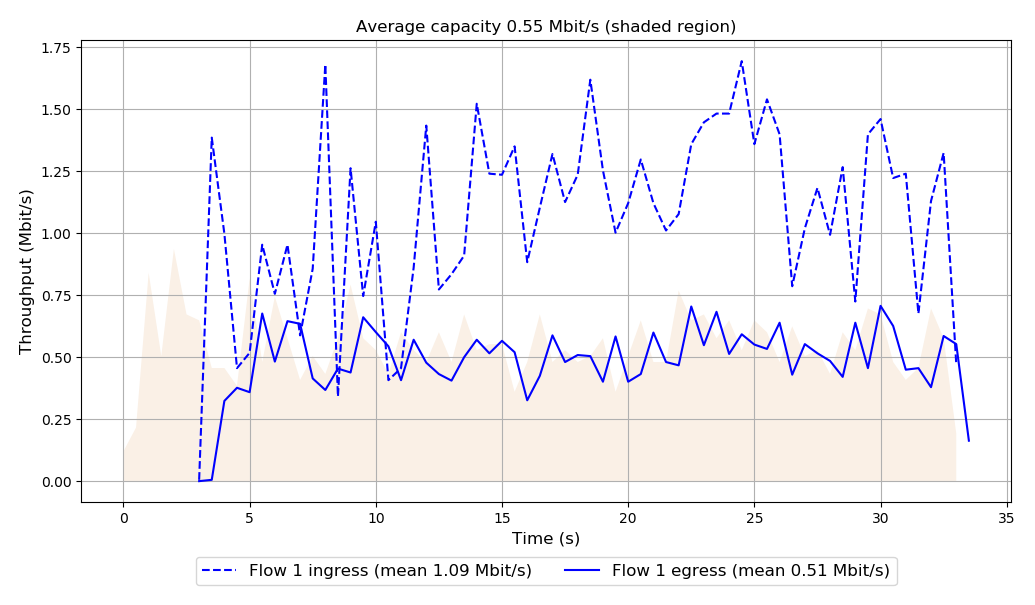 Average capacity 0.55 Mbit/s (shaded region)
1.75
1.50
1.25
1.00
0.75
0.50
0.25
0.00
Throughput (Mbit/s)
0 5 10 15 20 25 30 35
Time (s)
Flow 1 ingress (mean 1.09 Mbit/s) Flow 1 egress (mean 0.51 Mbit/s)